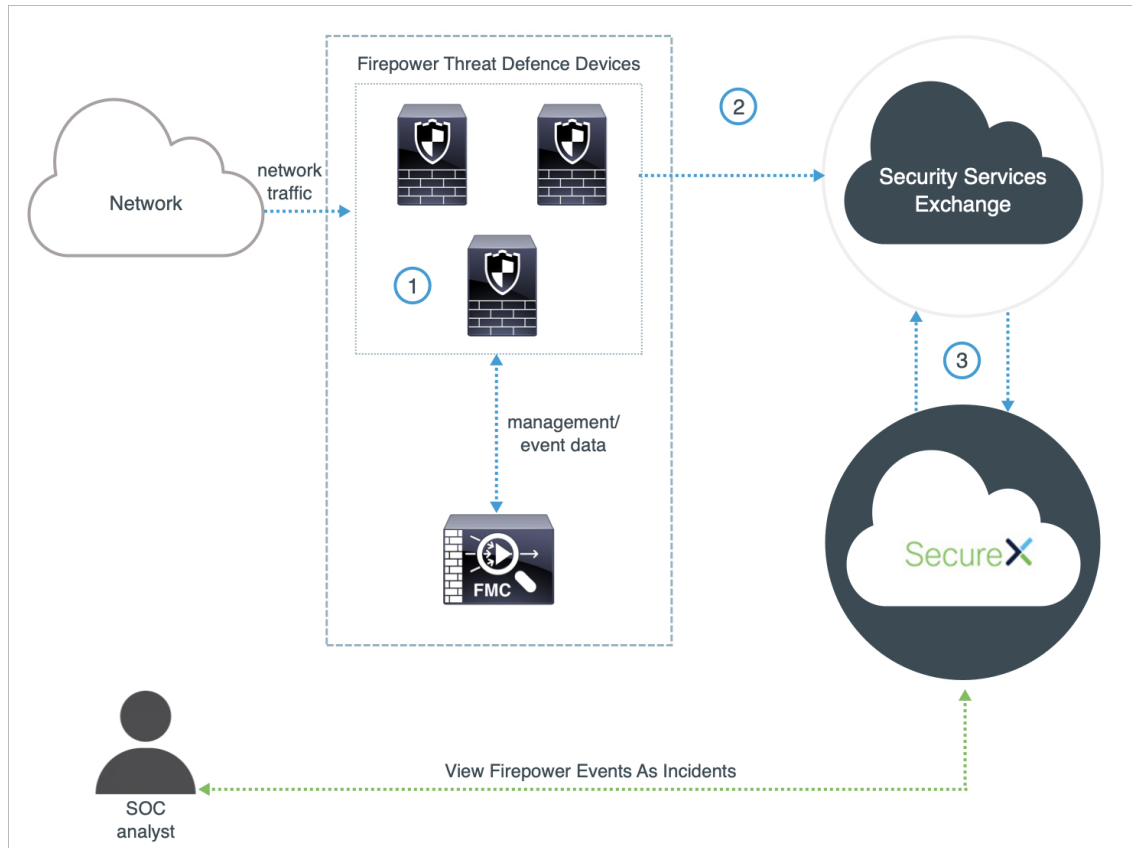 Firepower Threat Defence Devices
2
network
traffic
Network
Security Services
Exchange
1
3
management/
event data
SecureX
FMC
View Firepower Events As Incidents
SOC
analyst